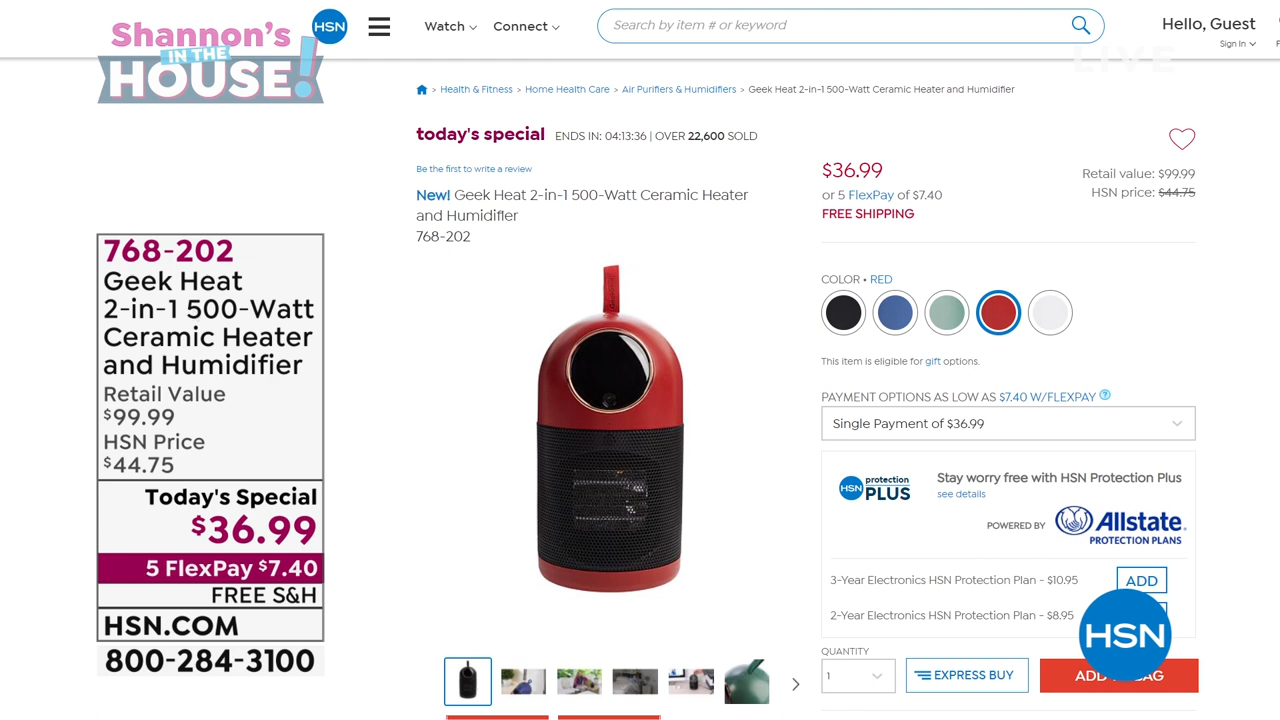 Shannon's
IN THE
HOUSE!
HSN
Watch
Connect
Search by item # or keyword
Hello, Guest
Sign In
LIVE
> Health & Fitness > Home Health Care > Air Purifiers & Humidifiers > Geek Heat 2-in-1 500-Watt Ceramic Heater and Humidifier
today's special ENDS IN: 04:13:36 | OVER 22,600 SOLD
Be the first to write a review
New! Geek Heat 2-in-1 500-Watt Ceramic Heater
and Humidifier
768-202
$36.99
or 5 FlexPay of $7.40
FREE SHIPPING
Retail value: $99.99
HSN price: $44.75
COLOR • RED
This item is eligible for gift options.
PAYMENT OPTIONS AS LOW AS $7.40 W/FLEXPAY ?
Single Payment of $36.99
HSN protection
PLUS
Stay worry free with HSN Protection Plus
see details
POWERED BY Allstate.
PROTECTION PLANS
3-Year Electronics HSN Protection Plan - $10.95 ADD
2-Year Electronics HSN Protection Plan - $8.95
HSN
QUANTITY
1
EXPRESS BUY
768-202
Geek Heat
2-in-1 500-Watt
Ceramic Heater
and Humidifier
Retail Value
$99.99
HSN Price
$44.75
Today's Special
$36.99
5 FlexPay $7.40
FREE S&H
HSN.COM
800-284-3100